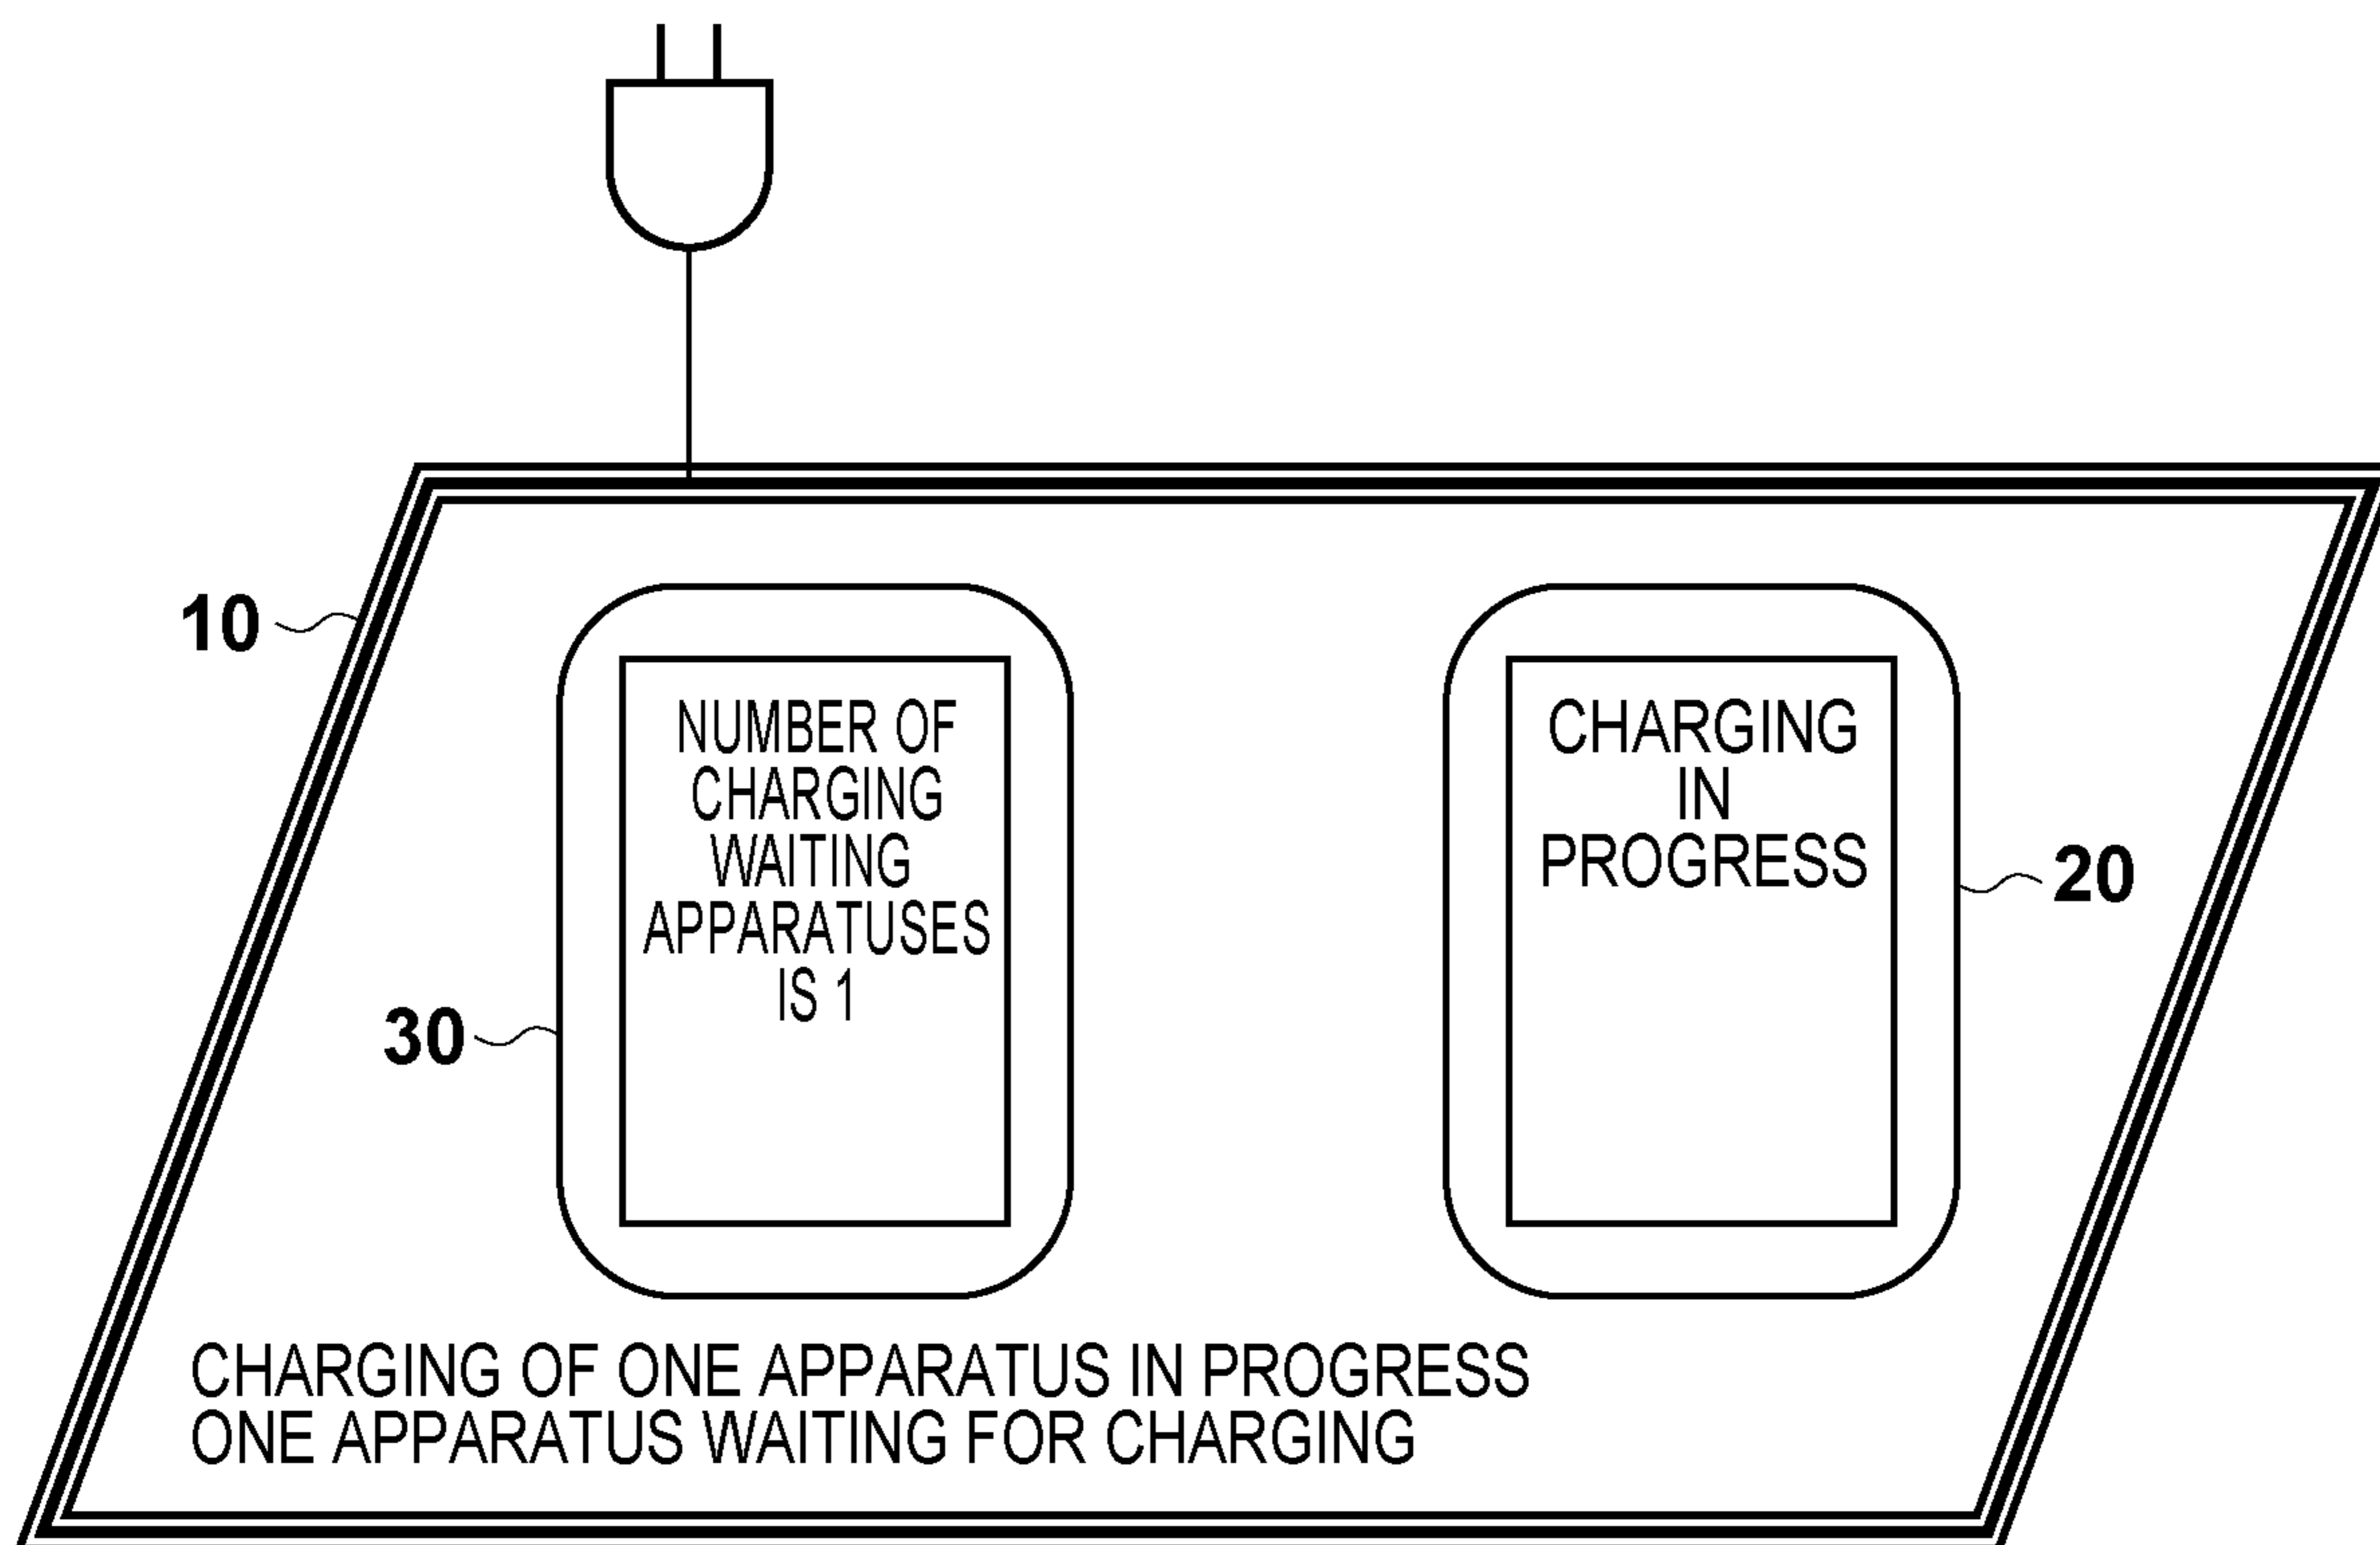 10
NUMBER OF
CHARGING
WAITING
APPARATUSES
IS 1
30
CHARGING
IN
PROGRESS
20
CHARGING OF ONE APPARATUS IN PROGRESS
ONE APPARATUS WAITING FOR CHARGING